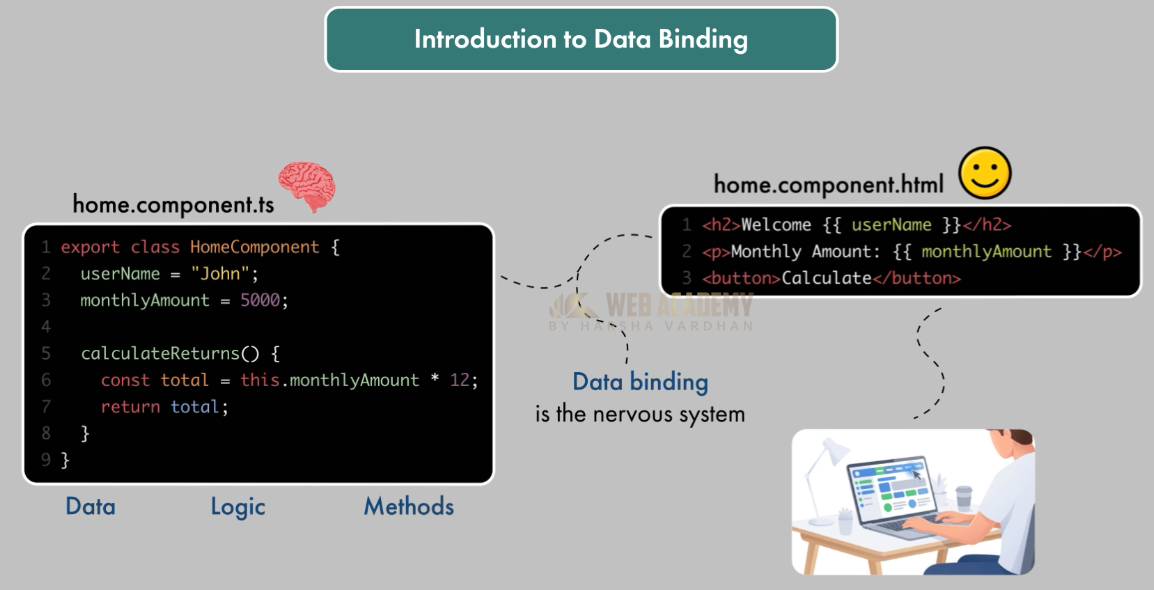 Introduction to Data Binding
home.component.ts
1 export class HomeComponent {
2   userName = "John";
3   monthlyAmount = 5000;
4
5   calculateReturns() {
6     const total = this.monthlyAmount * 12;
7     return total;
8   }
9 }
Data Logic Methods
home.component.html
1 <h2>Welcome {{ userName }}</h2>
2 <p>Monthly Amount: {{ monthlyAmount }}</p>
3 <button>Calculate</button>
WEB ACADEMY
BY HARSHA VARDHAN
Data binding
is the nervous system